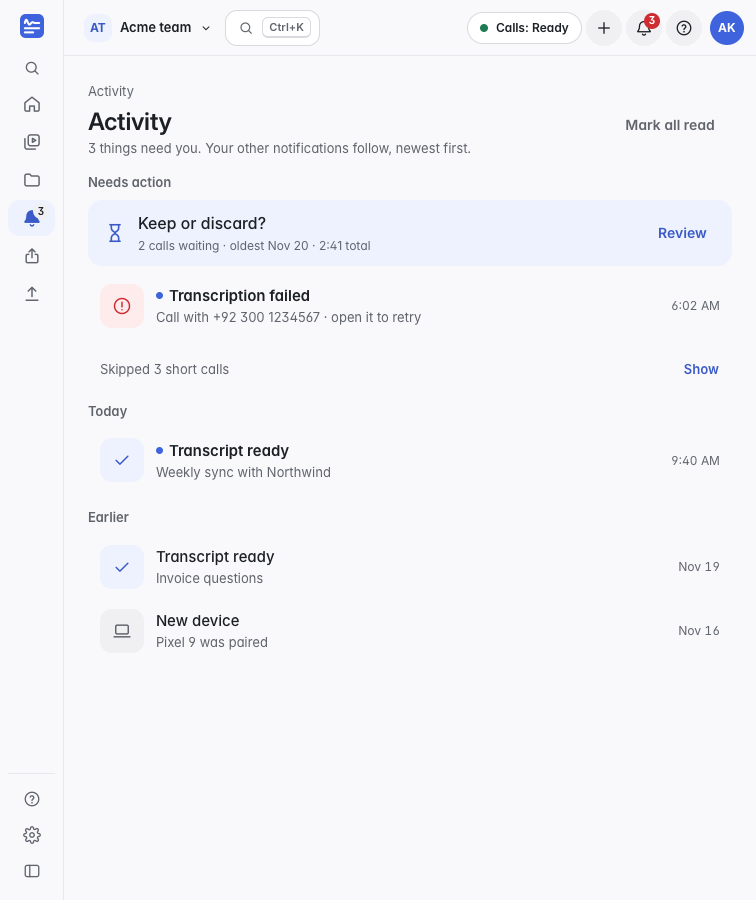 AT Acme team Ctrl+K Calls: Ready 3 AK
3
Activity
Activity
Mark all read
3 things need you. Your other notifications follow, newest first.
Needs action
Keep or discard?
2 calls waiting · oldest Nov 20 · 2:41 total
Review
Transcription failed
Call with +92 300 1234567 · open it to retry
6:02 AM
Skipped 3 short calls
Show
Today
Transcript ready
Weekly sync with Northwind
9:40 AM
Earlier
Transcript ready
Invoice questions
Nov 19
New device
Pixel 9 was paired
Nov 16